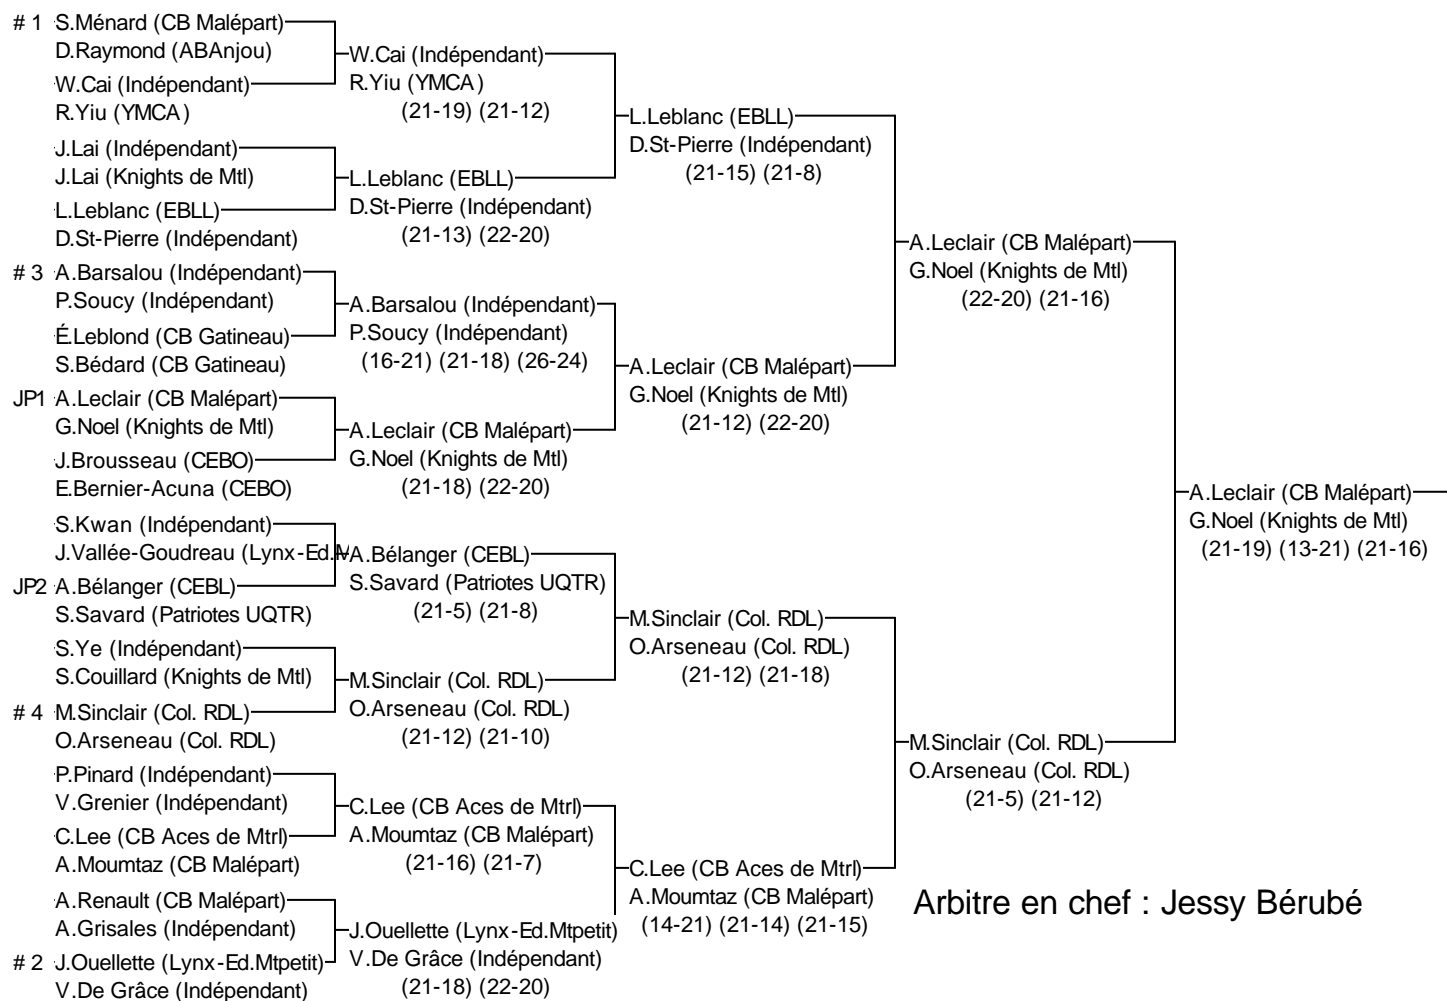 # 1 S.Ménard (CB Malépart)
D.Raymond (ABAnjou)
W.Cai (Indépendant)
R.Yiu (YMCA)
J.Lai (Indépendant)
J.Lai (Knights de Mtl)
L.Leblanc (EBLL)
D.St-Pierre (Indépendant)
# 3 A.Barsalou (Indépendant)
P.Soucy (Indépendant)
É.Leblond (CB Gatineau)
S.Bédard (CB Gatineau)
JP1 A.Leclair (CB Malépart)
G.Noel (Knights de Mtl)
J.Brousseau (CEBO)
E.Bernier-Acuna (CEBO)
S.Kwan (Indépendant)
J.Vallée-Goudreau (Lynx-Ed.M
JP2 A.Bélanger (CEBL)
S.Savard (Patriotes UQTR)
S.Ye (Indépendant)
S.Couillard (Knights de Mtl)
# 4 M.Sinclair (Col. RDL)
O.Arseneau (Col. RDL)
P.Pinard (Indépendant)
V.Grenier (Indépendant)
C.Lee (CB Aces de Mtrl)
A.Moumtaz (CB Malépart)
A.Renault (CB Malépart)
A.Grisales (Indépendant)
# 2 J.Ouellette (Lynx-Ed.Mtpetit)
V.De Grâce (Indépendant)
W.Cai (Indépendant)
R.Yiu (YMCA)
(21-19) (21-12)
L.Leblanc (EBLL)
D.St-Pierre (Indépendant)
(21-13) (22-20)
A.Barsalou (Indépendant)
P.Soucy (Indépendant)
(16-21) (21-18) (26-24)
A.Leclair (CB Malépart)
G.Noel (Knights de Mtl)
(21-18) (22-20)
A.Bélanger (CEBL)
S.Savard (Patriotes UQTR)
(21-5) (21-8)
M.Sinclair (Col. RDL)
O.Arseneau (Col. RDL)
(21-12) (21-10)
C.Lee (CB Aces de Mtrl)
A.Moumtaz (CB Malépart)
(21-16) (21-7)
J.Ouellette (Lynx-Ed.Mtpetit)
V.De Grâce (Indépendant)
(21-18) (22-20)
L.Leblanc (EBLL)
D.St-Pierre (Indépendant)
(21-15) (21-8)
A.Leclair (CB Malépart)
G.Noel (Knights de Mtl)
(21-12) (22-20)
M.Sinclair (Col. RDL)
O.Arseneau (Col. RDL)
(21-12) (21-18)
C.Lee (CB Aces de Mtrl)
A.Moumtaz (CB Malépart)
(14-21) (21-14) (21-15)
A.Leclair (CB Malépart)
G.Noel (Knights de Mtl)
(22-20) (21-16)
M.Sinclair (Col. RDL)
O.Arseneau (Col. RDL)
(21-5) (21-12)
A.Leclair (CB Malépart)
G.Noel (Knights de Mtl)
(21-19) (13-21) (21-16)
Arbitre en chef : Jessy Bérubé